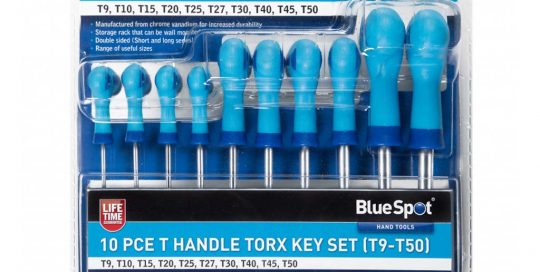 T9, T10, T15, T20, T25, T27, T30, T40, T45, T50
• Manufactured from chrome vanadium for increased durability
• Storage rack that can be wall mounted
• Double sided (Short and long series)
• Range of useful sizes
LIFE
TIME
GUARANTEE
BlueSpot
HAND TOOLS
10 PCE T HANDLE TORX KEY SET (T9-T50)
T9, T10, T15, T20, T25, T27, T30, T40, T45, T50